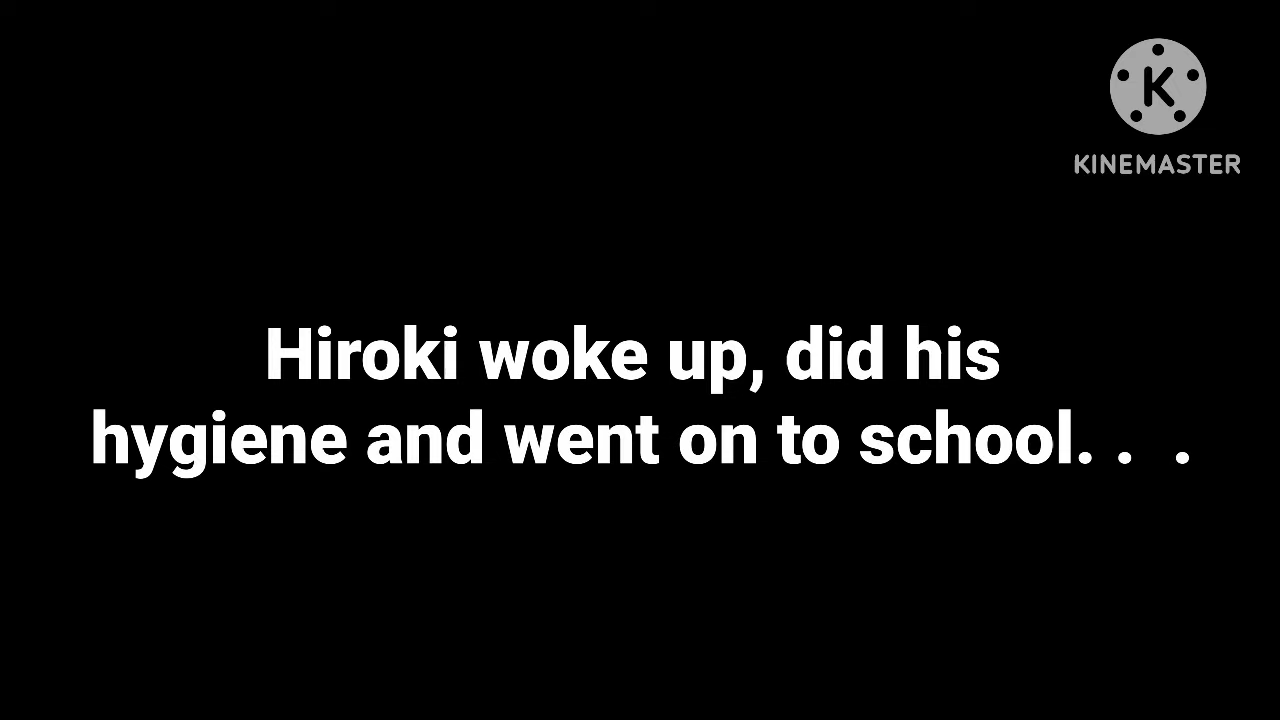 KINEMASTER
Hiroki woke up, did his
hygiene and went on to school. .  .